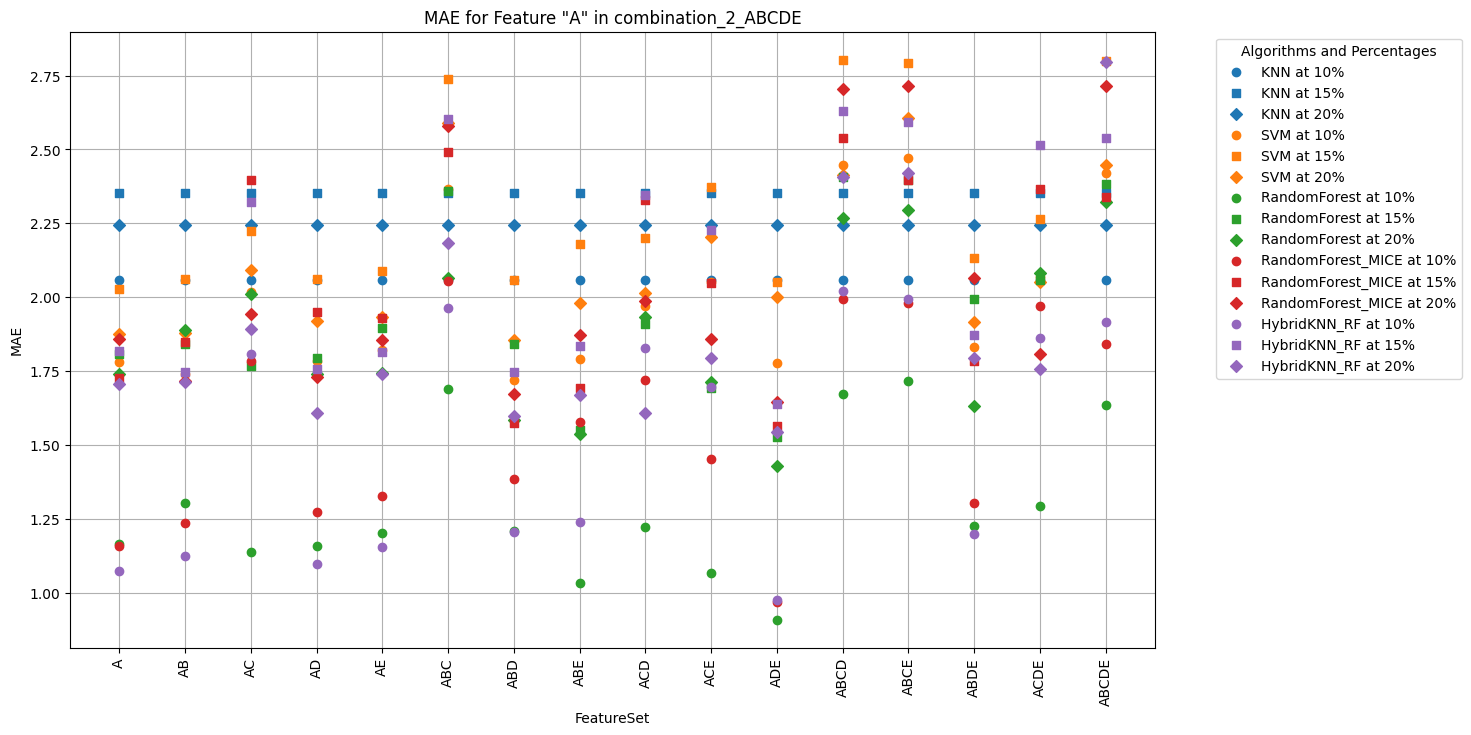 MAE for Feature "A" in combination_2_ABCDE
MAE
2.75
2.50
2.25
2.00
1.75
1.50
1.25
1.00
A
AB
AC
AD
AE
ABC
ABD
ABE
ACD
ACE
ADE
ABCD
ABCE
ABDE
ACDE
ABCDE
FeatureSet
Algorithms and Percentages
KNN at 10%
KNN at 15%
KNN at 20%
SVM at 10%
SVM at 15%
SVM at 20%
RandomForest at 10%
RandomForest at 15%
RandomForest at 20%
RandomForest_MICE at 10%
RandomForest_MICE at 15%
RandomForest_MICE at 20%
HybridKNN_RF at 10%
HybridKNN_RF at 15%
HybridKNN_RF at 20%